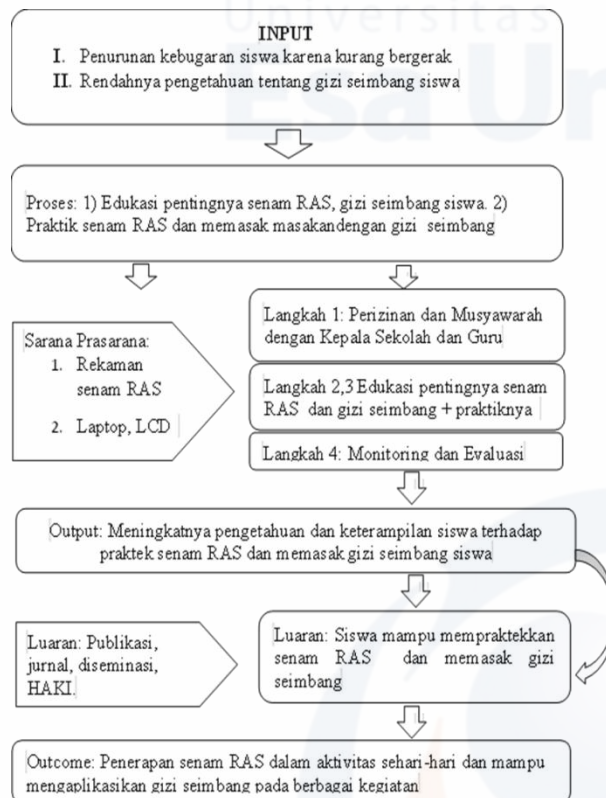 Universitas
Esa Un
INPUT
I. Penurunan kebugaran siswa karena kurang bergerak
II. Rendahnya pengetahuan tentang gizi seimbang siswa
Proses: 1) Edukasi pentingnya senam RAS, gizi seimbang siswa. 2)
Praktik senam RAS dan memasak masakandengan gizi seimbang
Sarana Prasarana:
1. Rekaman
senam RAS
2. Laptop, LCD
Langkah 1: Perizinan dan Musyawarah
dengan Kepala Sekolah dan Guru
Langkah 2,3 Edukasi pentingnya senam
RAS dan gizi seimbang + praktiknya
Langkah 4: Monitoring dan Evaluasi
Output: Meningkatnya pengetahuan dan keterampilan siswa terhadap
praktek senam RAS dan memasak gizi seimbang siswa
Luaran: Publikasi,
jurnal, diseminasi,
HAKI.
Luaran: Siswa mampu mempraktekkan
senam RAS dan memasak gizi
seimbang
Outcome: Penerapan senam RAS dalam aktivitas sehari-hari dan mampu
mengaplikasikan gizi seimbang pada berbagai kegiatan